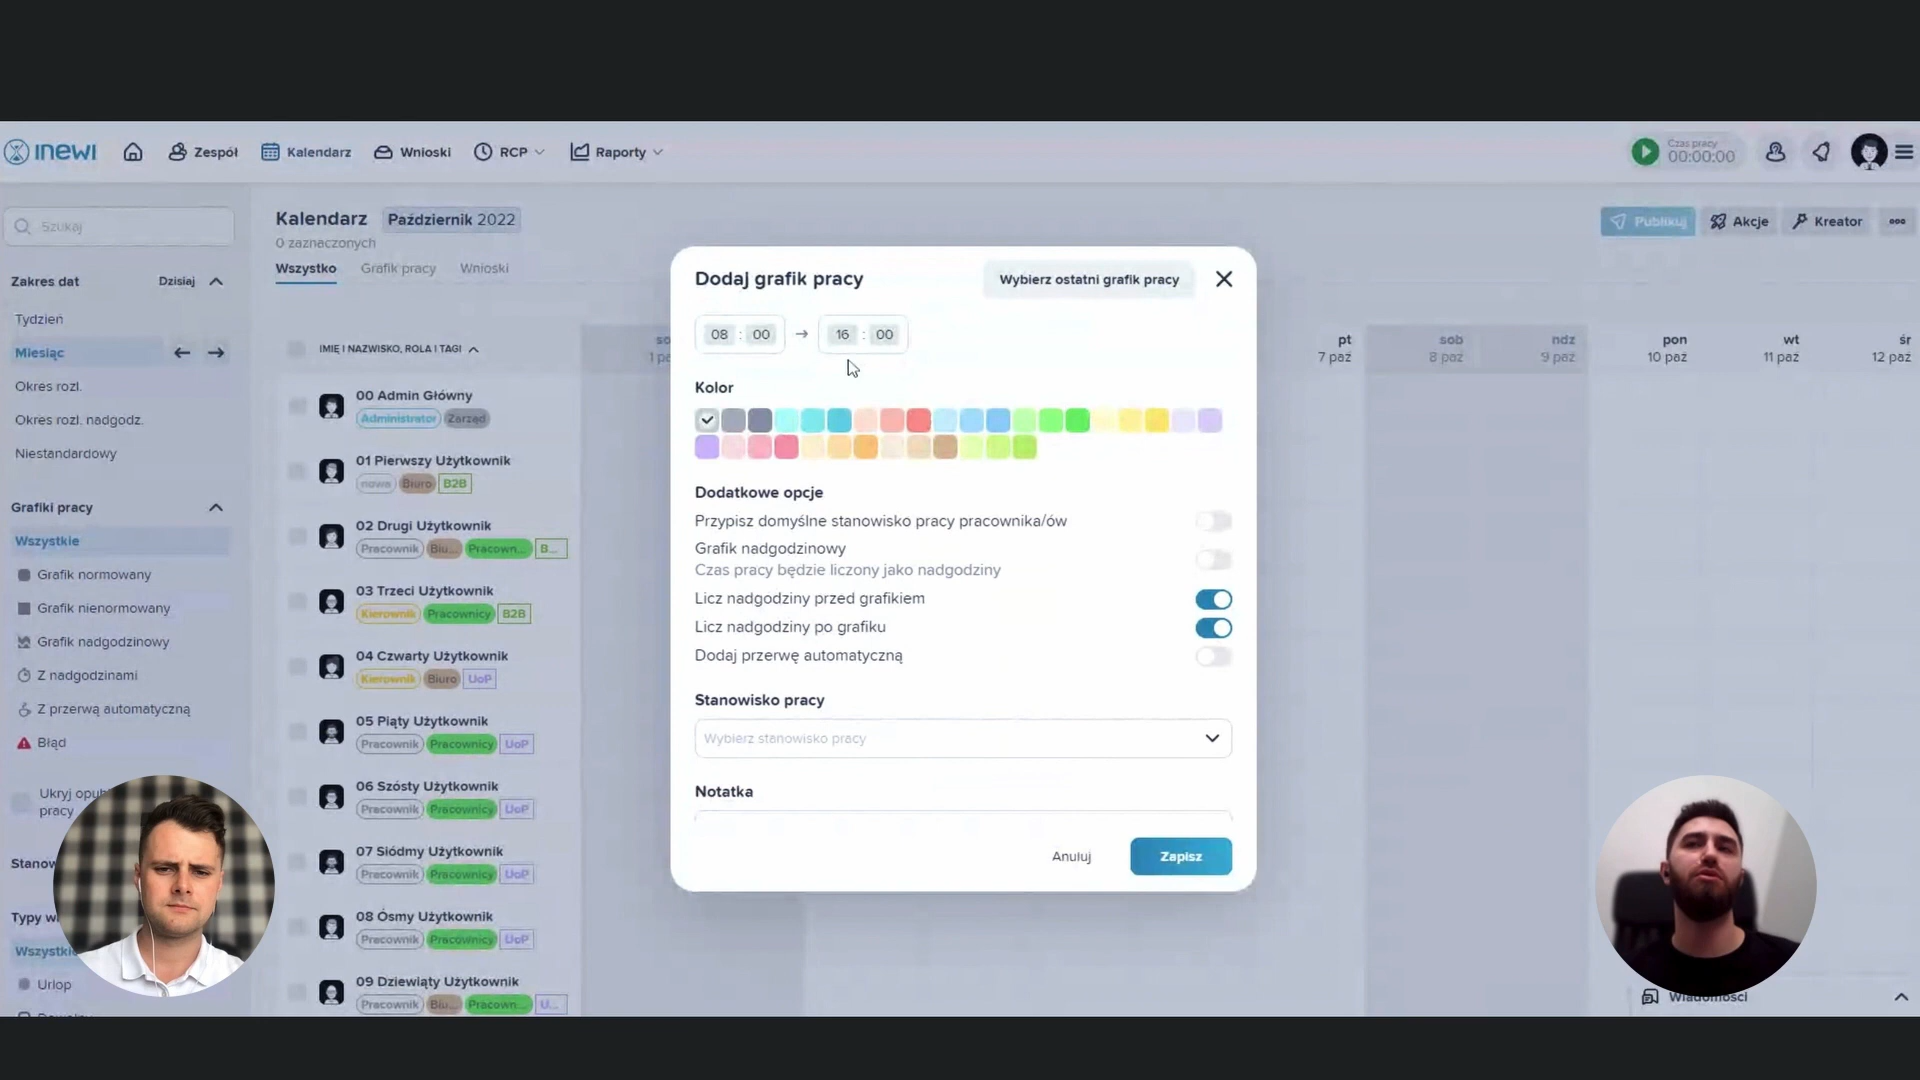 inewi
Zespół
Kalendarz
Wnioski
RCP
Raporty
Czas pracy
00:00:00
Szukaj
Kalendarz
Październik 2022
0 zaznaczonych
Wszystko
Grafik pracy
Wnioski
Publikuj
Akcje
Kreator
Zakres dat
Dzisiaj
Tydzień
Miesiąc
Okres rozl.
Okres rozl. nadgodz.
Niestandardowy
Grafiki pracy
Wszystkie
Grafik normowany
Grafik nienormowany
Grafik nadgodzinowy
Z nadgodzinami
Z przerwą automatyczną
Błąd
Ukryj opu
pracy
Stanow
Typy w
Wszystkie
Urlop
IMIĘ I NAZWISKO, ROLA I TAGI
00 Admin Główny
Administrator Zarząd
01 Pierwszy Użytkownik
nowa Biuro B2B
02 Drugi Użytkownik
Pracownik Biu... Pracown... B...
03 Trzeci Użytkownik
Kierownik Pracownicy B2B
04 Czwarty Użytkownik
Kierownik Biuro UoP
05 Piąty Użytkownik
Pracownik Pracownicy UoP
06 Szósty Użytkownik
Pracownik Pracownicy UoP
07 Siódmy Użytkownik
Pracownik Pracownicy UoP
08 Ósmy Użytkownik
Pracownik Pracownicy UoP
09 Dziewiąty Użytkownik
Pracownik Biu... Pracown... U...
so
1 pa
pt
7 paź
sob
8 paź
ndz
9 paź
pon
10 paź
wt
11 paź
śr
12 paź
Dodaj grafik pracy
Wybierz ostatni grafik pracy
08 : 00 → 16 : 00
Kolor
Dodatkowe opcje
Przypisz domyślne stanowisko pracy pracownika/ów
Grafik nadgodzinowy
Czas pracy będzie liczony jako nadgodziny
Licz nadgodziny przed grafikiem
Licz nadgodziny po grafiku
Dodaj przerwę automatyczną
Stanowisko pracy
Wybierz stanowisko pracy
Notatka
Anuluj
Zapisz
Wiadomości